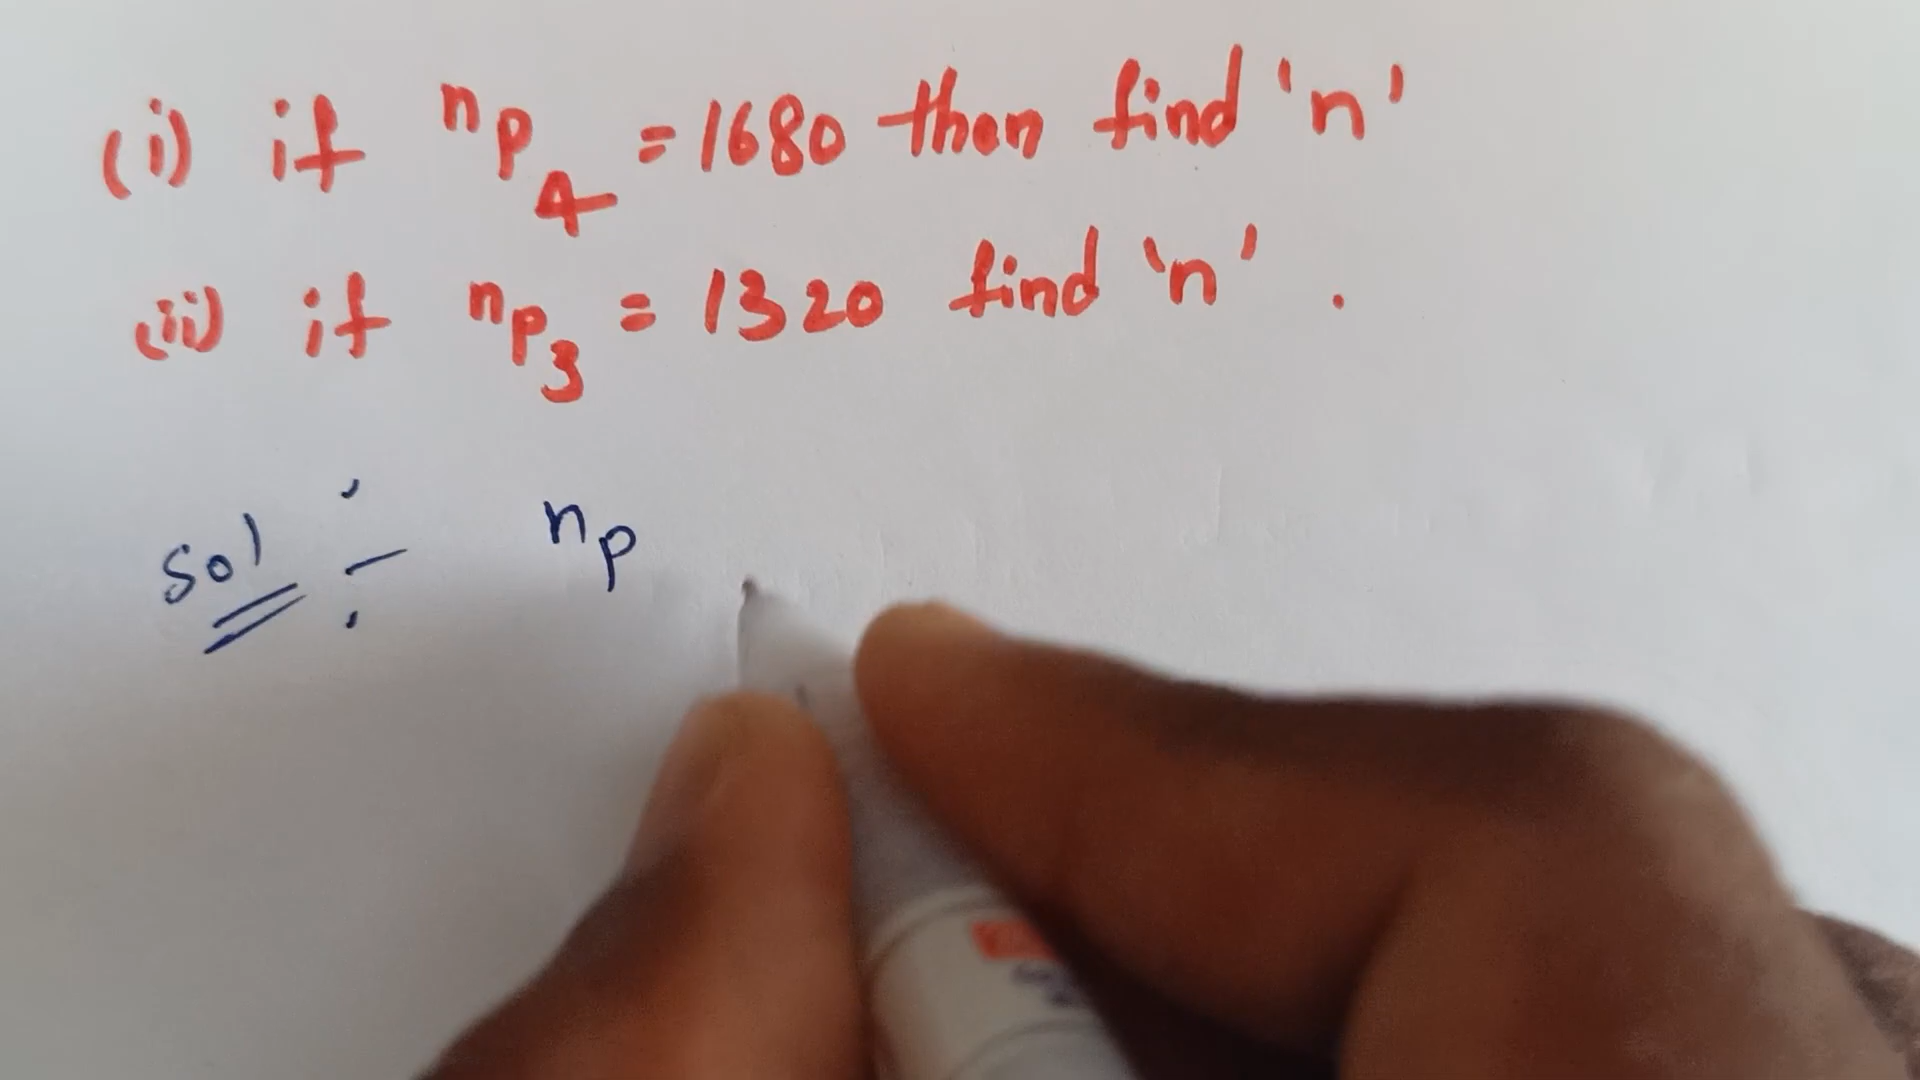 (i) if ⁿP₄ = 1680 then find 'n'
(ii) if ⁿP₃ = 1320 find 'n' .
Sol :- ⁿP